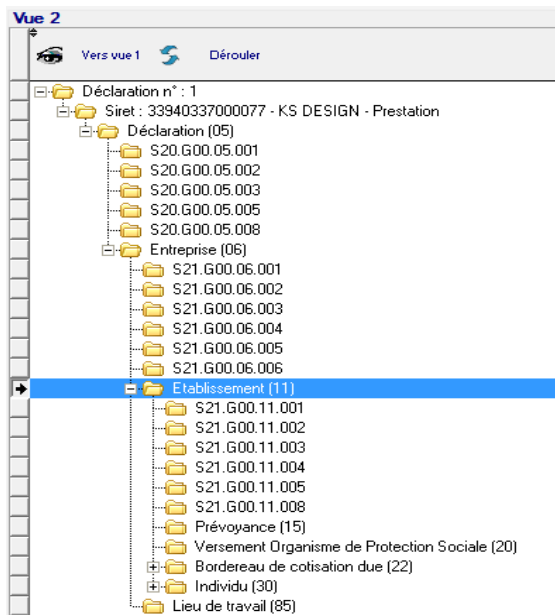 Vue 2
Vers vue 1 Dérouler
Déclaration n° : 1
Siret : 33940337000077 - KS DESIGN - Prestation
Déclaration (05)
S20.G00.05.001
S20.G00.05.002
S20.G00.05.003
S20.G00.05.005
S20.G00.05.008
Entreprise (06)
S21.G00.06.001
S21.G00.06.002
S21.G00.06.003
S21.G00.06.004
S21.G00.06.005
S21.G00.06.006
Etablissement (11)
S21.G00.11.001
S21.G00.11.002
S21.G00.11.003
S21.G00.11.004
S21.G00.11.005
S21.G00.11.008
Prévoyance (15)
Versement Organisme de Protection Sociale (20)
Bordereau de cotisation due (22)
Individu (30)
Lieu de travail (85)